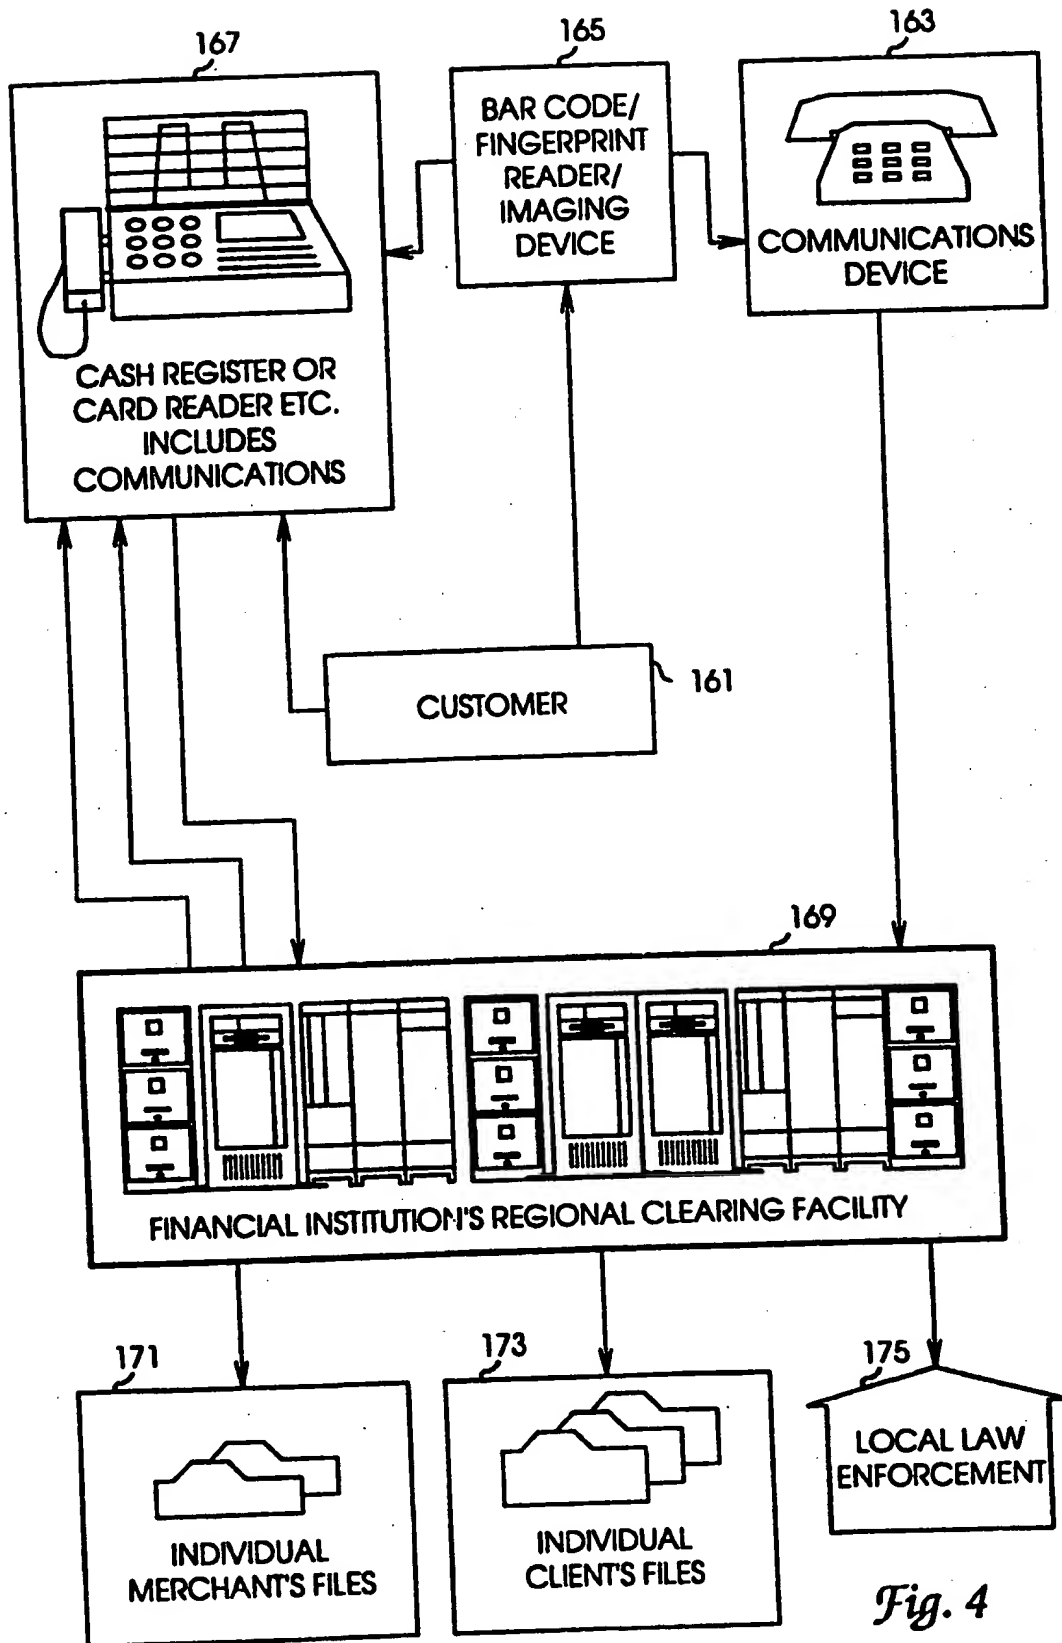 167
165
163
BAR CODE/
FINGERPRINT
READER/
IMAGING
DEVICE
COMMUNICATIONS
DEVICE
CASH REGISTER OR
CARD READER ETC.
INCLUDES
COMMUNICATIONS
CUSTOMER
161
169
FINANCIAL INSTITUTION'S REGIONAL CLEARING FACILITY
171
173
175
INDIVIDUAL
MERCHANT'S FILES
INDIVIDUAL
CLIENT'S FILES
LOCAL LAW
ENFORCEMENT
Fig. 4